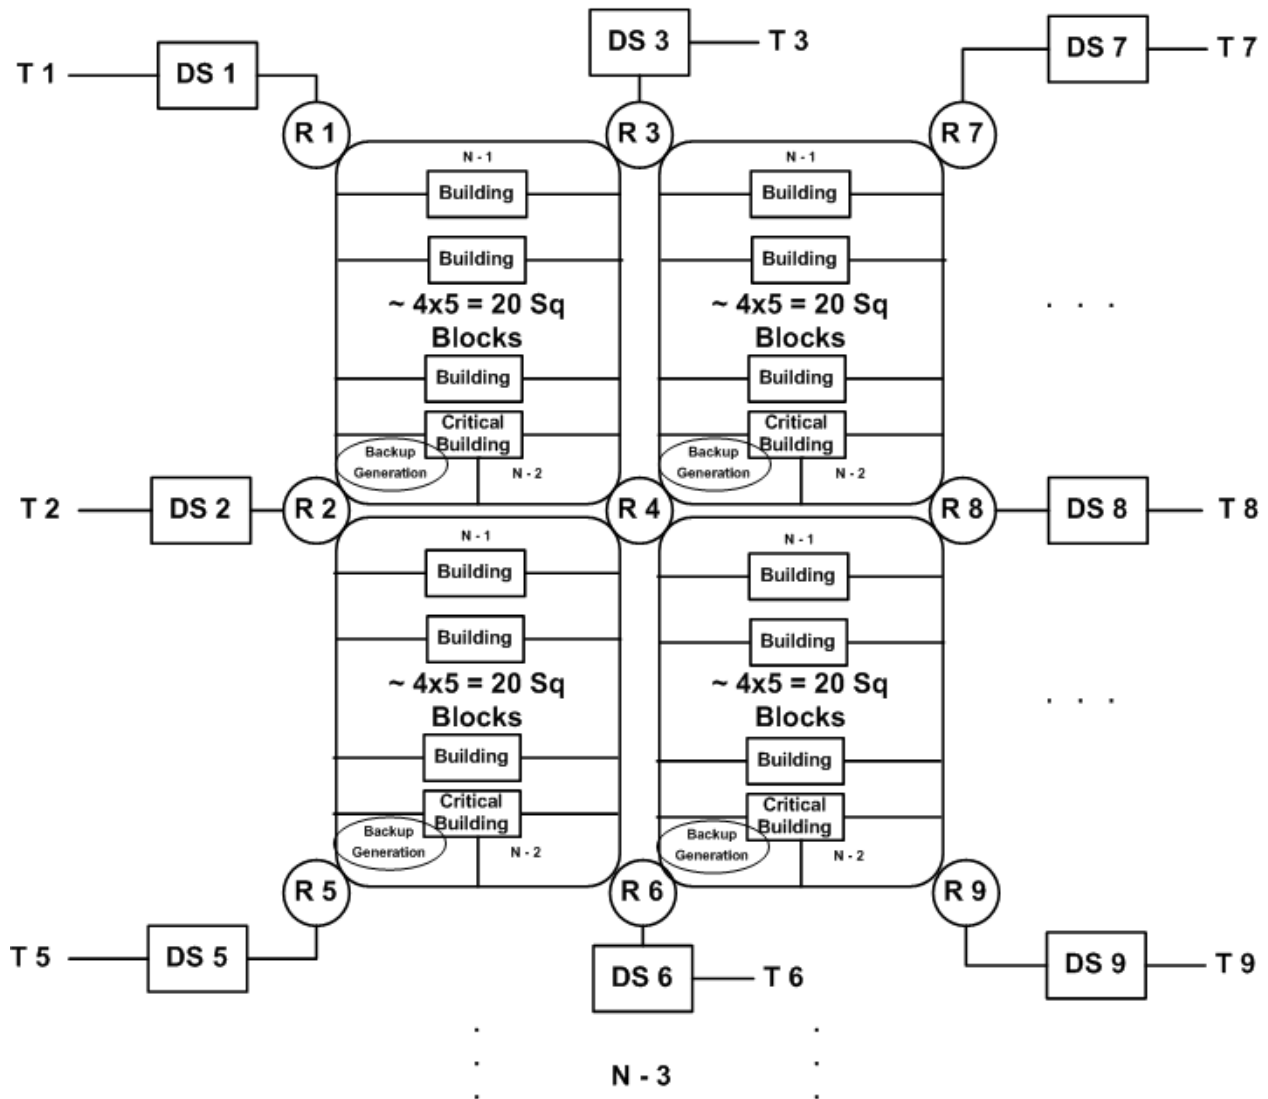 T 1
DS 1
DS 3
T 3
DS 7
T 7
R 1
R 3
R 7
N - 1
Building
Building
~ 4x5 = 20 Sq
Blocks
Building
Critical
Building
Backup
Generation
N - 2
N - 1
Building
Building
~ 4x5 = 20 Sq
Blocks
Building
Critical
Building
Backup
Generation
N - 2
. . .
T 2
DS 2
R 2
R 4
R 8
DS 8
T 8
N - 1
Building
Building
~ 4x5 = 20 Sq
Blocks
Building
Critical
Building
Backup
Generation
N - 2
N - 1
Building
Building
~ 4x5 = 20 Sq
Blocks
Building
Critical
Building
Backup
Generation
N - 2
. . .
R 5
R 6
R 9
T 5
DS 5
DS 6
T 6
DS 9
T 9
N - 3